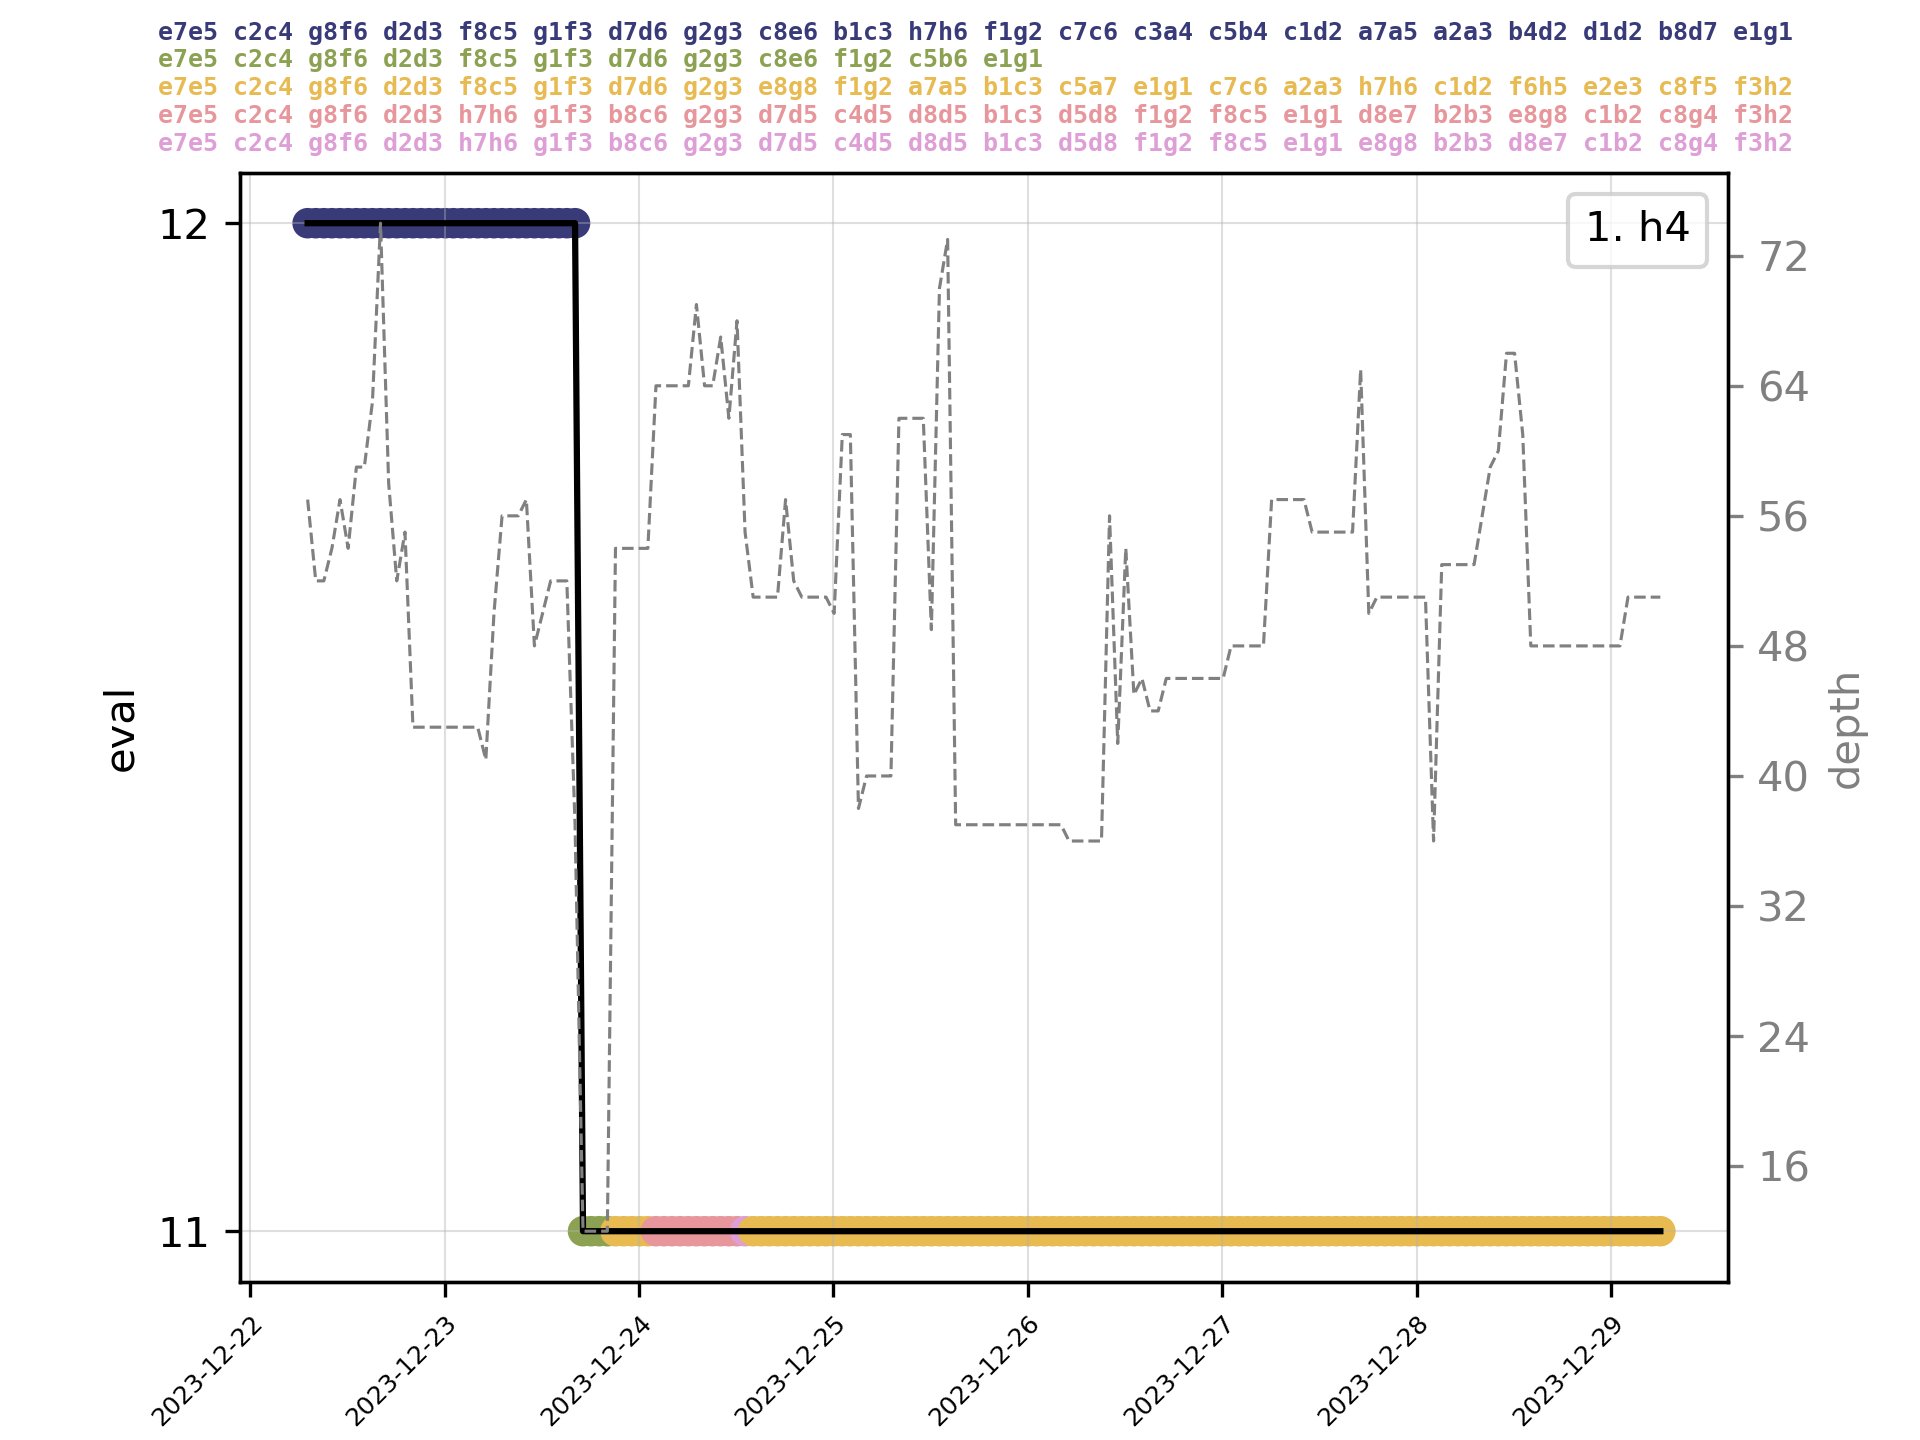 e7e5 c2c4 g8f6 d2d3 f8c5 g1f3 d7d6 g2g3 c8e6 b1c3 h7h6 f1g2 c7c6 c3a4 c5b4 c1d2 a7a5 a2a3 b4d2 d1d2 b8d7 e1g1
e7e5 c2c4 g8f6 d2d3 f8c5 g1f3 d7d6 g2g3 c8e6 f1g2 c5b6 e1g1
e7e5 c2c4 g8f6 d2d3 f8c5 g1f3 d7d6 g2g3 e8g8 f1g2 a7a5 b1c3 c5a7 e1g1 c7c6 a2a3 h7h6 c1d2 f6h5 e2e3 c8f5 f3h2
e7e5 c2c4 g8f6 d2d3 h7h6 g1f3 b8c6 g2g3 d7d5 c4d5 d8d5 b1c3 d5d8 f1g2 f8c5 e1g1 d8e7 b2b3 e8g8 c1b2 c8g4 f3h2
e7e5 c2c4 g8f6 d2d3 h7h6 g1f3 b8c6 g2g3 d7d5 c4d5 d8d5 b1c3 d5d8 f1g2 f8c5 e1g1 e8g8 b2b3 d8e7 c1b2 c8g4 f3h2
1. h4
12
11
eval
72
64
56
48
40
32
24
16
depth
2023-12-22
2023-12-23
2023-12-24
2023-12-25
2023-12-26
2023-12-27
2023-12-28
2023-12-29